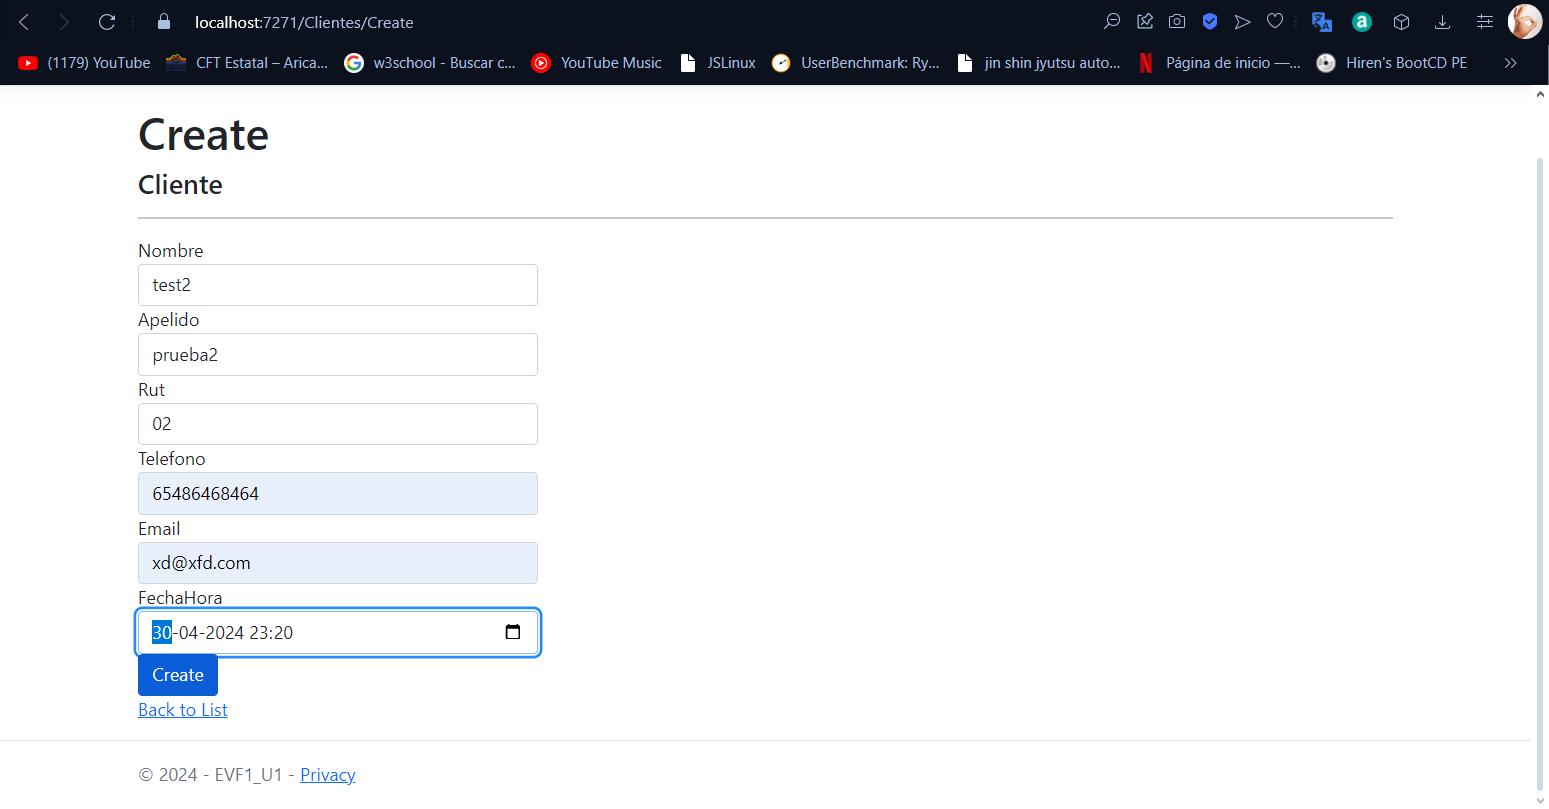 localhost:7271/Clientes/Create
(1179) YouTube CFT Estatal – Arica... w3school - Buscar c... YouTube Music JSLinux UserBenchmark: Ry... jin shin jyutsu auto... Página de inicio —... Hiren's BootCD PE
Create
Cliente
Nombre
test2
Apelido
prueba2
Rut
02
Telefono
65486468464
Email
xd@xfd.com
FechaHora
30-04-2024 23:20
Create
Back to List
© 2024 - EVF1_U1 - Privacy